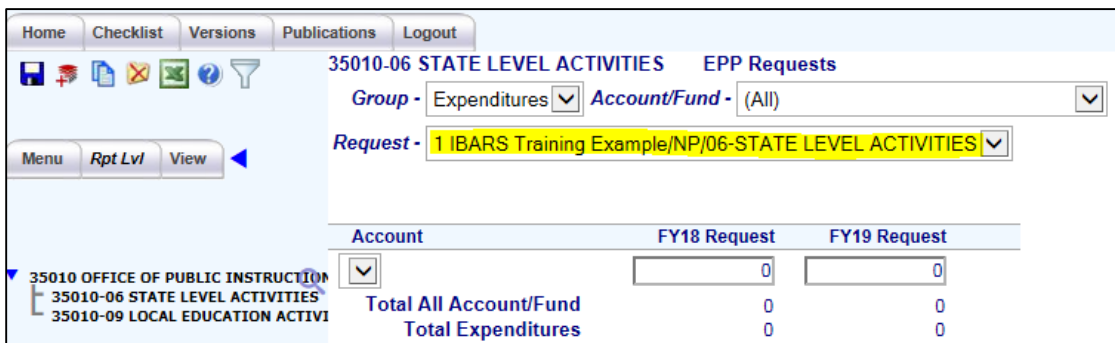 Home Checklist Versions Publications Logout
35010-06 STATE LEVEL ACTIVITIES EPP Requests
Group - Expenditures Account/Fund - (All)
Request - 1 IBARS Training Example/NP/06-STATE LEVEL ACTIVITIES
Menu Rpt Lvl View
Account FY18 Request FY19 Request
0 0
Total All Account/Fund 0 0
Total Expenditures 0 0
35010 OFFICE OF PUBLIC INSTRUCTION
35010-06 STATE LEVEL ACTIVITIES
35010-09 LOCAL EDUCATION ACTIVI